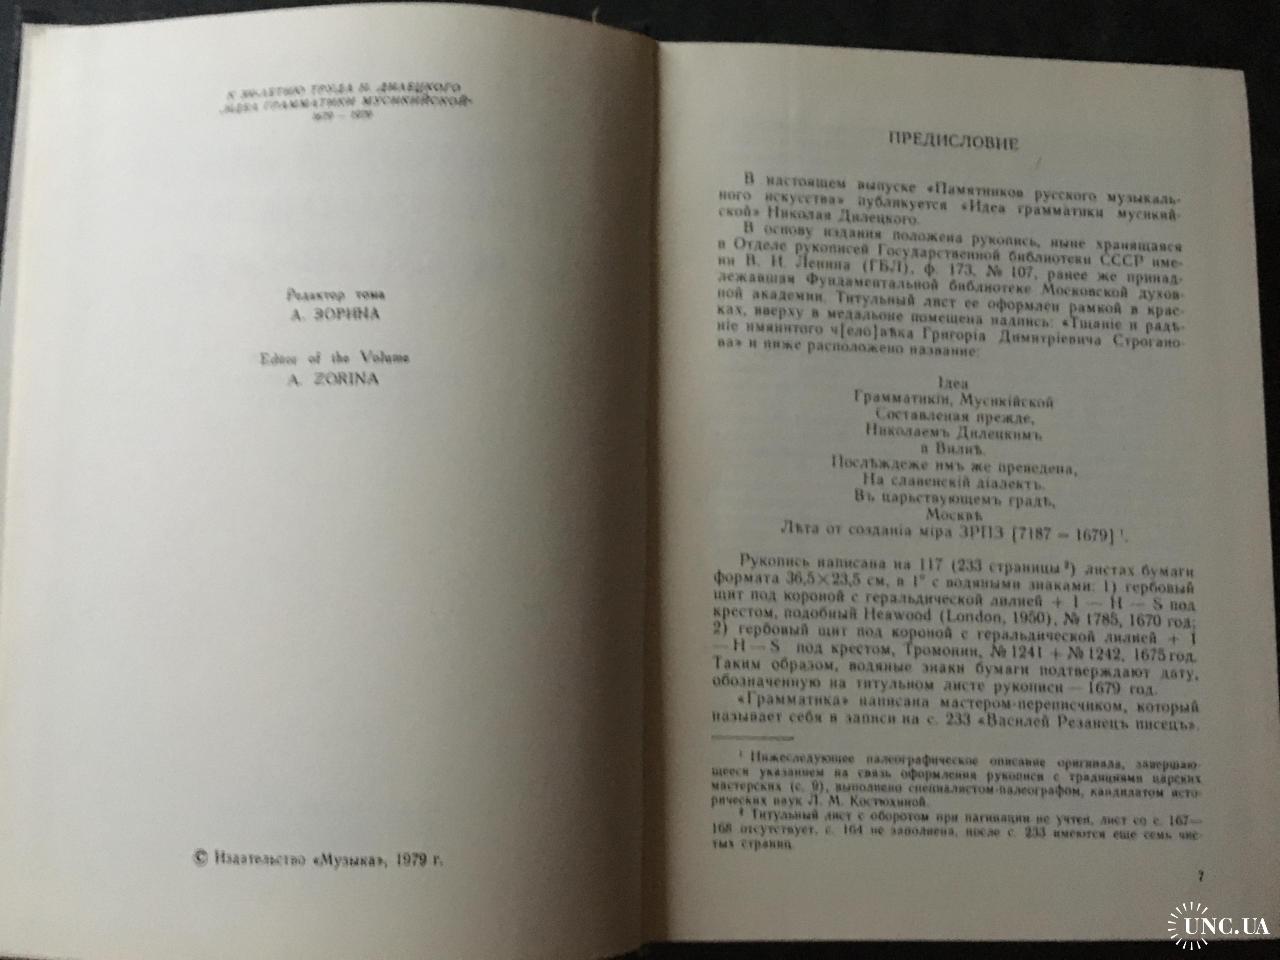 К 300-ЛЕТИЮ ТРУДА Н. ДИЛЕЦКОГО
«ИДЕА ГРАММАТИКИ МУСИКИЙСКОЙ»
1679 — 1979
Редактор тома
А. ЗОРИНА
Editor of the Volume
A. ZORINA
© Издательство «Музыка», 1979 г.
ПРЕДИСЛОВИЕ
В настоящем выпуске «Памятников русского музыкаль-
ного искусства» публикуется «Идеа грамматики мусикий-
ской» Николая Дилецкого.
В основу издания положена рукопись, ныне хранящаяся
в Отделе рукописей Государственной библиотеки СССР име-
ни В. И. Ленина (ГБЛ), ф. 173, № 107, ранее же принад-
лежавшая Фундаментальной библиотеке Московской духов-
ной академии. Титульный лист ее оформлен рамкой в крас-
ках, вверху в медальоне помещена надпись: «Тщаніе и радѣ-
ніе имянитого ч[ело]вѣка Григоріа Димитріевича Строгано-
ва» и ниже расположено название:
Ідеа
Грамматикіи, Мусикійской
Составленая прежде,
Николаемъ Дилецким
в Вилнѣ.
Послѣждеже имъ же преведена,
На славенскій діалектъ.
Въ царьствующемъ градѣ,
Москвѣ
Лѣта от созданіа міра ЗРПЗ [7187 = 1679] ¹.
Рукопись написана на 117 (233 страницы ²) листах бумаги
формата 36,5×23,5 см, в 1° с водяными знаками: 1) гербовый
щит под короной с геральдической лилией + I — H — S под
крестом, подобный Heawood (London, 1950), № 1785, 1670 год;
2) гербовый щит под короной с геральдической лилией + I
— H — S под крестом, Тромонин, № 1241 + № 1242, 1675 год.
Таким образом, водяные знаки бумаги подтверждают дату,
обозначенную на титульном листе рукописи — 1679 год.
«Грамматика» написана мастером-переписчиком, который
называет себя в записи на с. 233 «Василей Резанецъ писецъ».
¹ Нижеследующее палеографическое описание оригинала, завершаю-
щееся указанием на связь оформления рукописи с традициями царских
мастерских (с. 9), выполнено специалистом-палеографом, кандидатом исто-
рических наук Л. М. Костюхиной.
² Титульный лист с оборотом при пагинации не учтен, лист со с. 167—
168 отсутствует, с. 164 не заполнена, после с. 233 имеются еще семь чис-
тых страниц.
7
UNC.UA